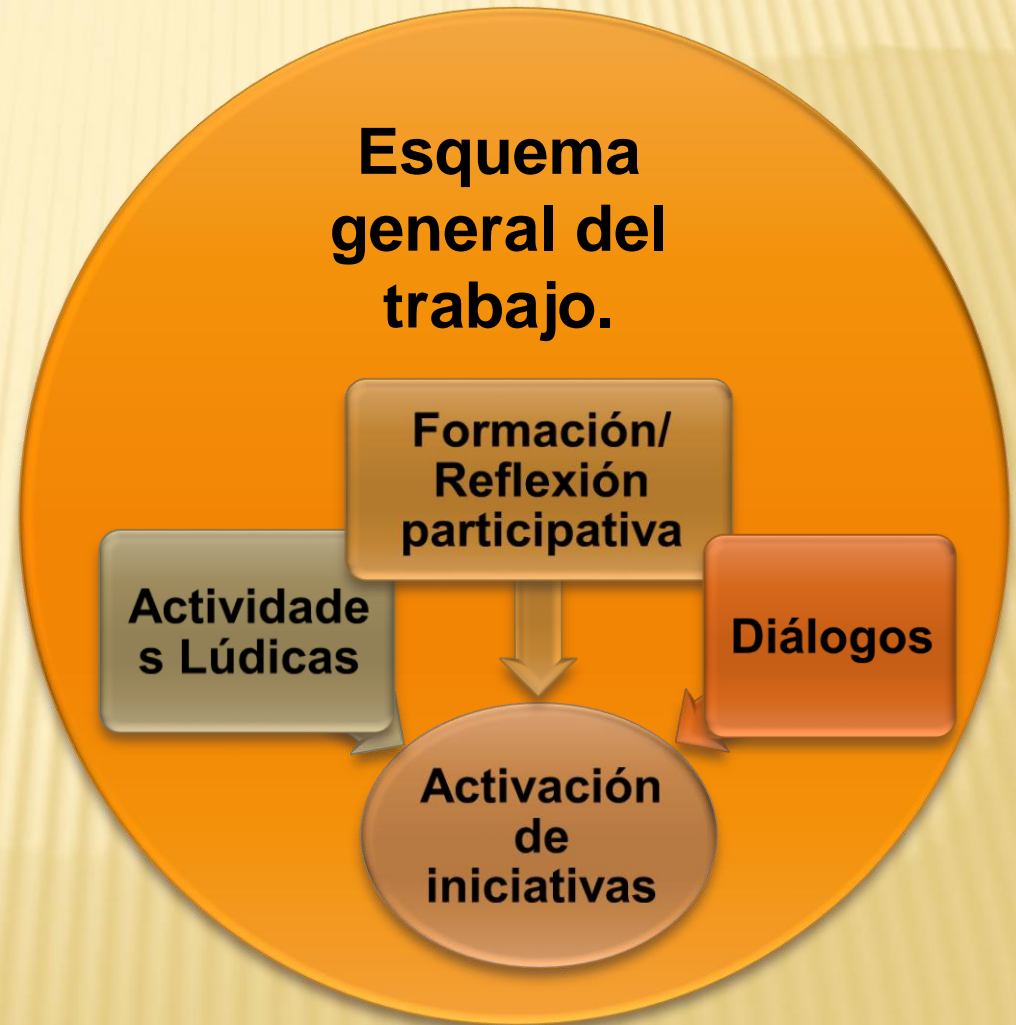 Esquema
general del
trabajo.
Formación/
Reflexión
participativa
Actividade
s Lúdicas
Diálogos
Activación
de
iniciativas